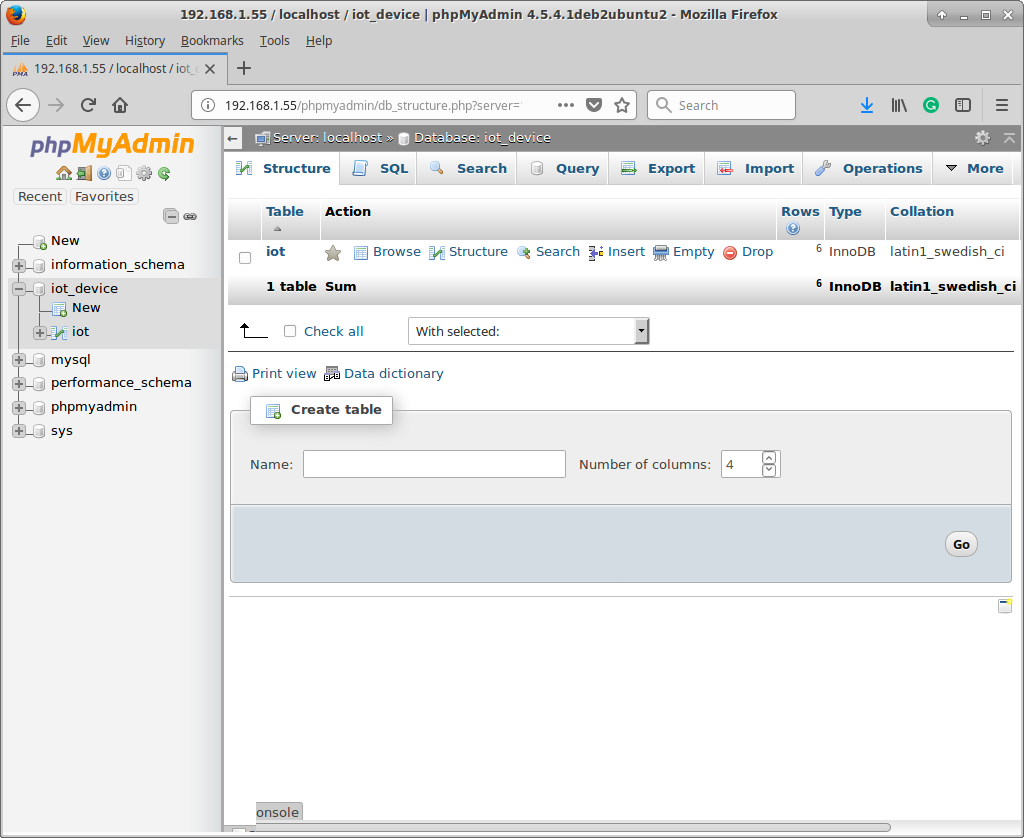 192.168.1.55 / localhost / iot_device | phpMyAdmin 4.5.4.1deb2ubuntu2 - Mozilla Firefox
File Edit View History Bookmarks Tools Help
192.168.1.55 / localhost / iot_
192.168.1.55/phpmyadmin/db_structure.php?server= Search
phpMyAdmin
Recent Favorites
New
information_schema
iot_device
New
iot
mysql
performance_schema
phpmyadmin
sys
Server: localhost » Database: iot_device
Structure SQL Search Query Export Import Operations More
Table Action Rows Type Collation
iot Browse Structure Search Insert Empty Drop 6 InnoDB latin1_swedish_ci
1 table Sum 6 InnoDB latin1_swedish_ci
Check all With selected:
Print view Data dictionary
Create table
Name: Number of columns: 4
Go
onsole